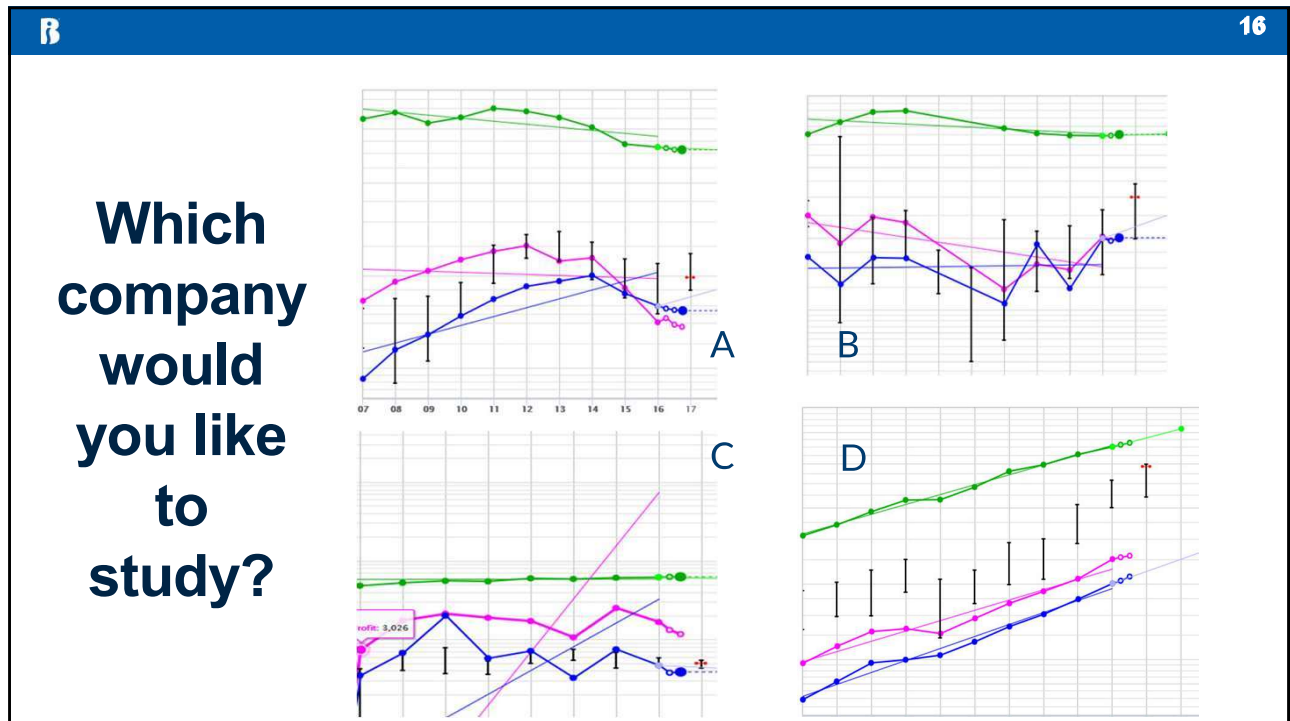 16
Which
company
would
you like
to
study?
A
B
07 08 09 10 11 12 13 14 15 16 17
C
D
rofit: 3,026